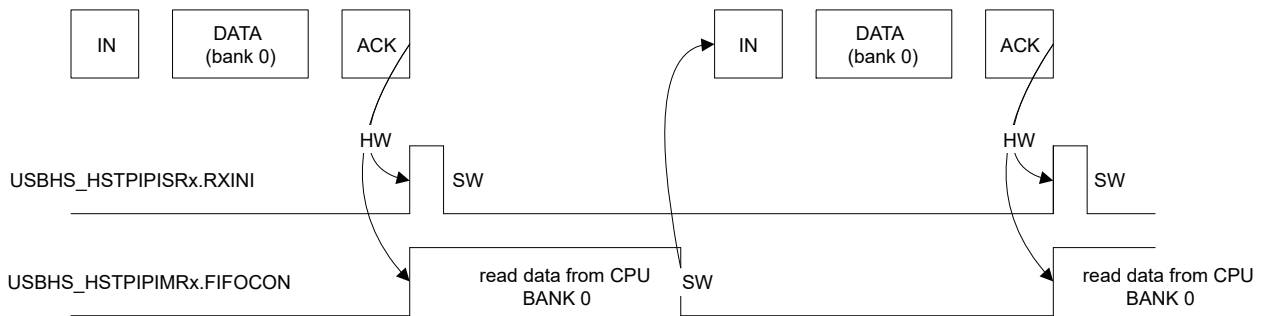 IN
DATA
(bank 0)
ACK
IN
DATA
(bank 0)
ACK
HW
HW
USBHS_HSTPIPISRx.RXINI
SW
SW
USBHS_HSTPIPIMRx.FIFOCON
read data from CPU
BANK 0
SW
read data from CPU
BANK 0